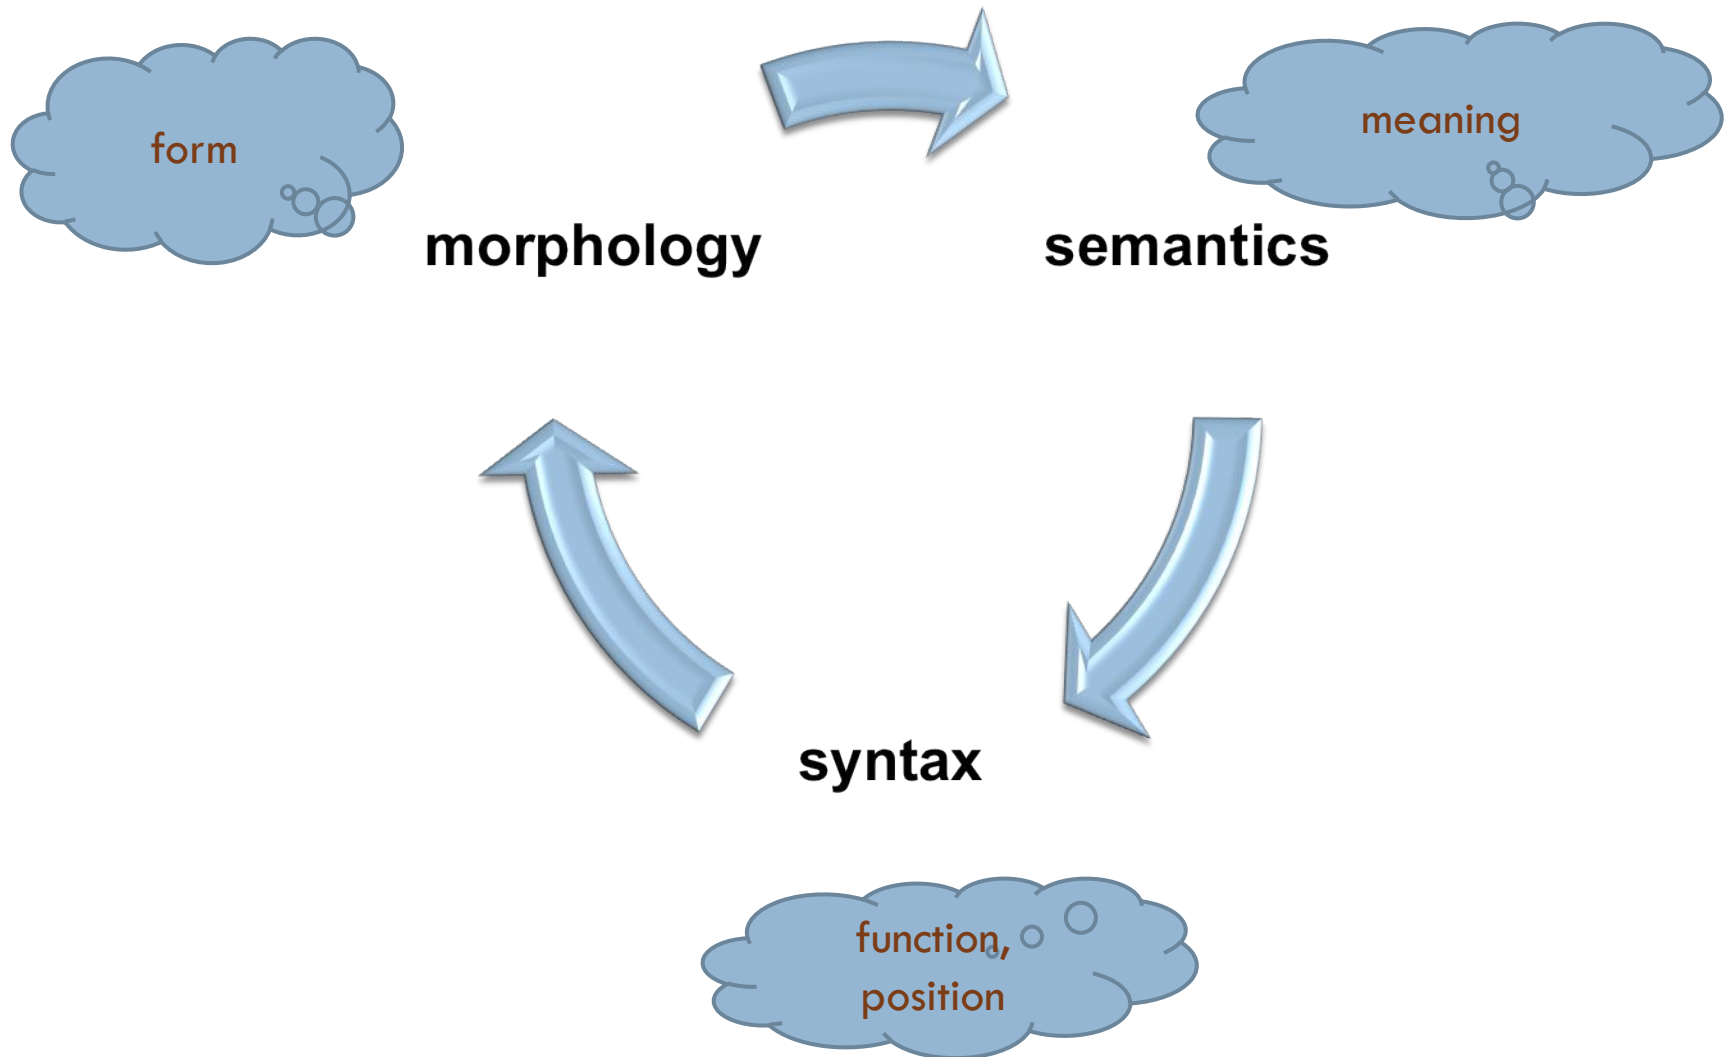 form
meaning
morphology
semantics
syntax
function,
position